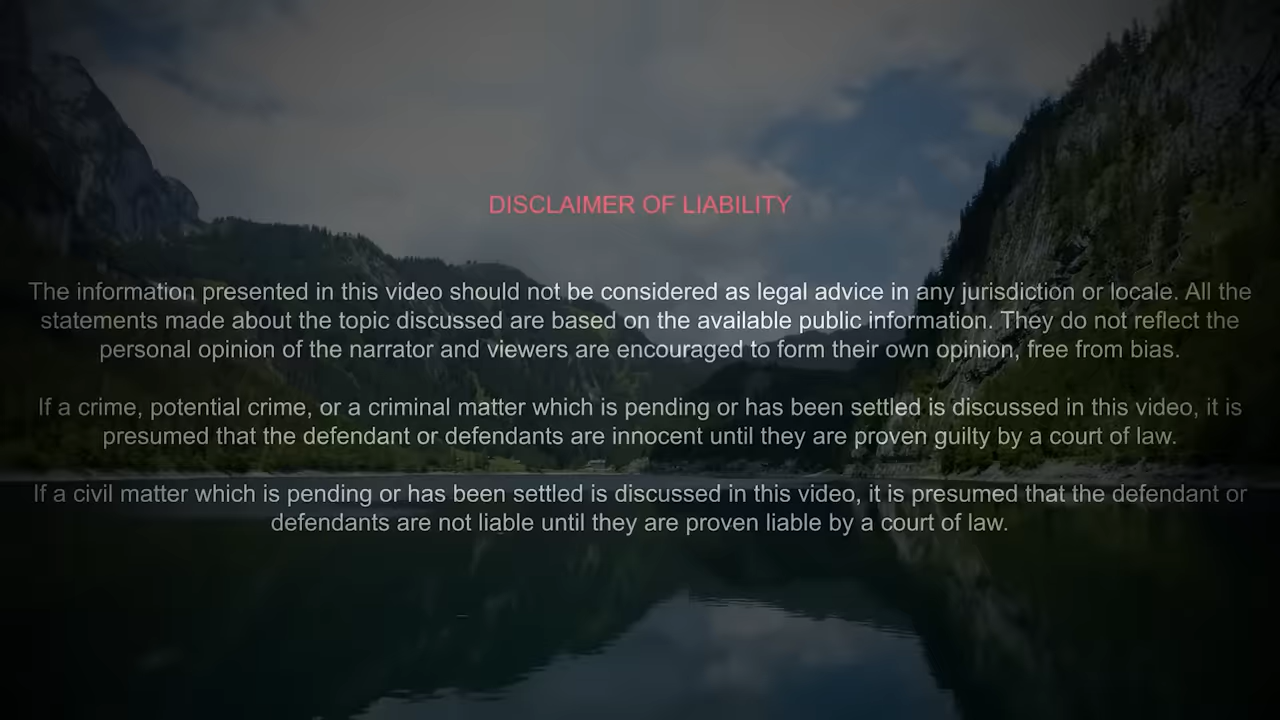 DISCLAIMER OF LIABILITY
The information presented in this video should not be considered as legal advice in any jurisdiction or locale. All the
statements made about the topic discussed are based on the available public information. They do not reflect the
personal opinion of the narrator and viewers are encouraged to form their own opinion, free from bias.
If a crime, potential crime, or a criminal matter which is pending or has been settled is discussed in this video, it is
presumed that the defendant or defendants are innocent until they are proven guilty by a court of law.
If a civil matter which is pending or has been settled is discussed in this video, it is presumed that the defendant or
defendants are not liable until they are proven liable by a court of law.